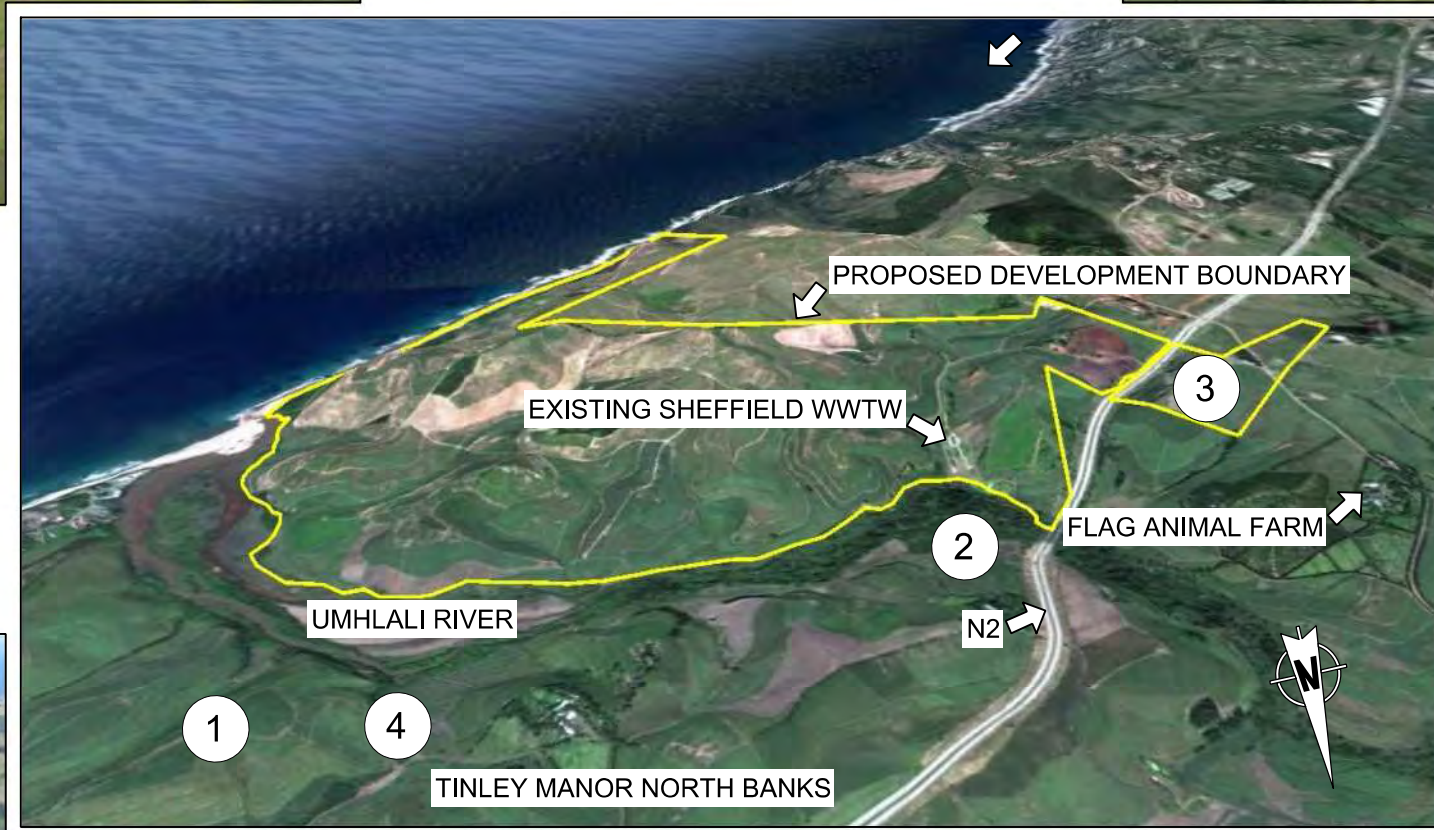 PROPOSED DEVELOPMENT BOUNDARY
3
EXISTING SHEFFIELD WWTW
FLAG ANIMAL FARM
2
UMHLALI RIVER
N2
N
1
4
TINLEY MANOR NORTH BANKS